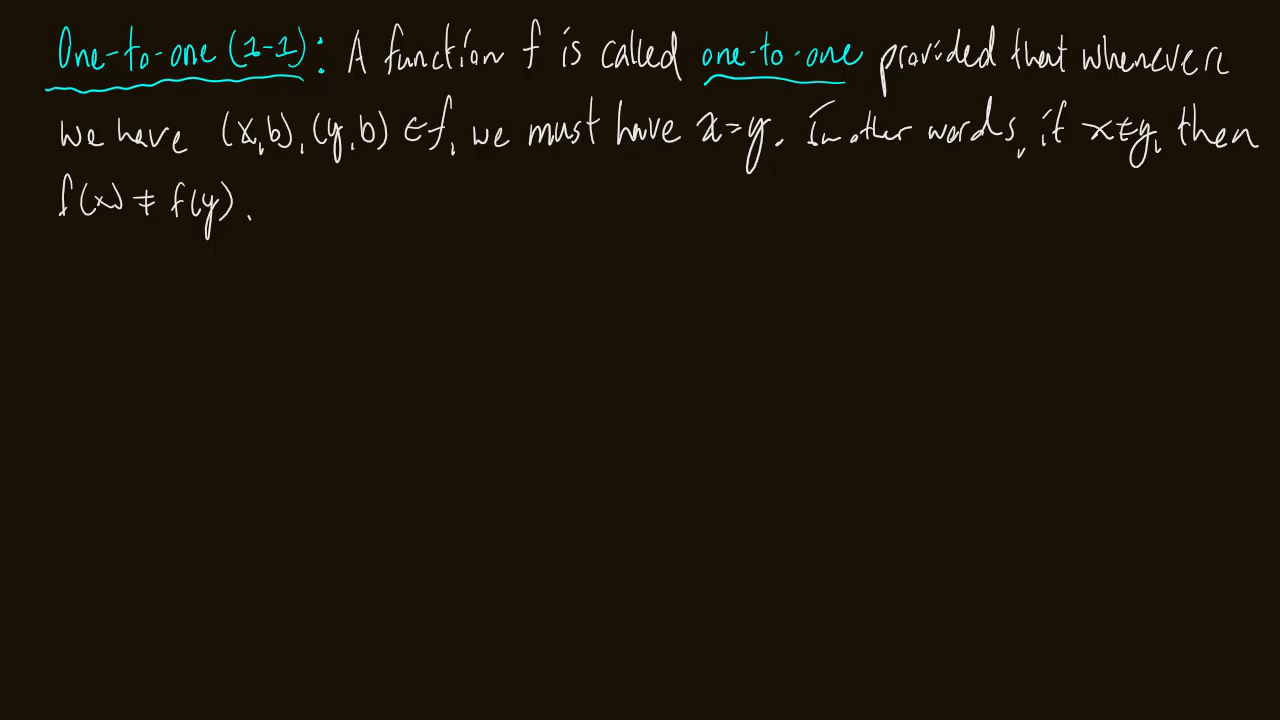 One-to-one (1-1): A function f is called one-to-one provided that whenever
we have (x,b), (y,b) ∈ f, we must have x=y. In other words, if x≠y, then
f(x) ≠ f(y).